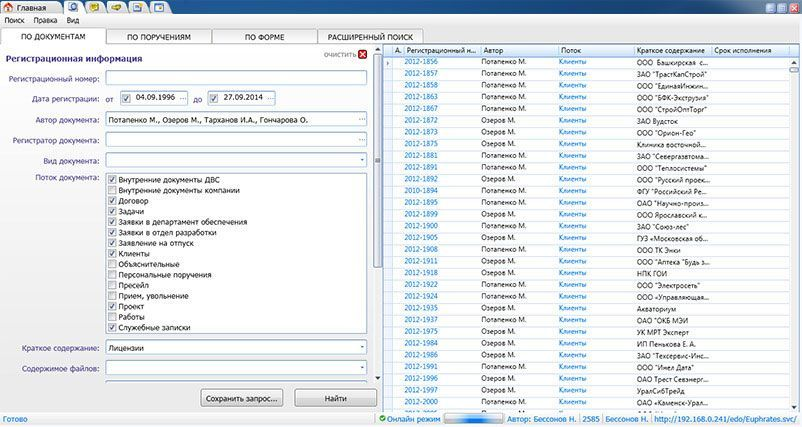 Главная
Поиск Правка Вид
ПО ДОКУМЕНТАМ ПО ПОРУЧЕНИЯМ ПО ФОРМЕ РАСШИРЕННЫЙ ПОИСК
очистить
Регистрационная информация
Регистрационный номер:
Дата регистрации: от 04.09.1996 ... до 27.09.2014 ...
Автор документа: Потапенко М., Озеров М., Тарханов И.А., Гончарова О. ...
Регистратор документа: ...
Вид документа:
Поток документа:
Внутренние документы ДВС
Внутренние документы компании
Договор
Задачи
Заявки в департамент обеспечения
Заявки в отдел разработки
Заявление на отпуск
Клиенты
Объяснительные
Персональные поручения
Пресейл
Прием, увольнение
Проект
Работы
Служебные записки
Краткое содержание: Лицензии
Содержимое файлов:
Сохранить запрос... Найти
А. Регистрационный н... Автор Поток Краткое содержание Срок исполнения
2012-1856 Потапенко М. Клиенты ООО Башкирская с...
2012-1857 Потапенко М. Клиенты ЗАО "ТрастКапСтрой"
2012-1858 Потапенко М. Клиенты ООО "ЕдинаяИнжин...
2012-1863 Потапенко М. Клиенты ООО "БФК-Экструзия"
2012-1867 Потапенко М. Клиенты ООО "СтройОптТорг"
2012-1872 Озеров М. Клиенты ЗАО Вудсток
2012-1873 Озеров М. Клиенты ООО "Орион-Гео"
2012-1875 Озеров М. Клиенты Клиника восточной...
2012-1881 Потапенко М. Клиенты ЗАО "Севергазавтома...
2012-1891 Потапенко М. Клиенты ООО "Теплосистемы"
2012-1892 Озеров М. Клиенты ООО "Русский проек...
2010-1894 Потапенко М. Клиенты ФГУ "Российский Ре...
2012-1895 Потапенко М. Клиенты ОАО "Научно-произ...
2012-1899 Озеров М. Клиенты ООО Ярославский к...
2012-1900 Озеров М. Клиенты ЗАО "Союз-лес"
2012-1905 Озеров М. Клиенты ГУЗ «Московская об...
2012-1908 Потапенко М. Клиенты ООО ТК Энки
2012-1911 Озеров М. Клиенты ООО "Аптека "Будь з...
2012-1918 Озеров М. Клиенты НПК ГОИ
2012-1922 Потапенко М. Клиенты ООО "Электросеть"
2012-1924 Потапенко М. Клиенты ООО «Управляющая...
2012-1935 Озеров М. Клиенты Акваториум
2012-1937 Потапенко М. Клиенты ОАО "ОКБ МЭИ
2012-1975 Озеров М. Клиенты УК МРТ Эксперт
2012-1984 Озеров М. Клиенты ИП Пенькова Е. А.
2012-1986 Озеров М. Клиенты ЗАО "Техсервис-Инс...
2012-1991 Потапенко М. Клиенты ООО "Инел Дата"
2012-1996 Потапенко М. Клиенты ОАО Трест Севэнерг...
2012-1997 Озеров М. Клиенты УралСибТрейд
2012-2000 Потапенко М. Клиенты ОАО «Каменск-Урал...
Готово Онлайн режим Автор: Бессонов Н. 2585 Бессонов Н. http://192.168.0.241/edo/Euphrates.svc/